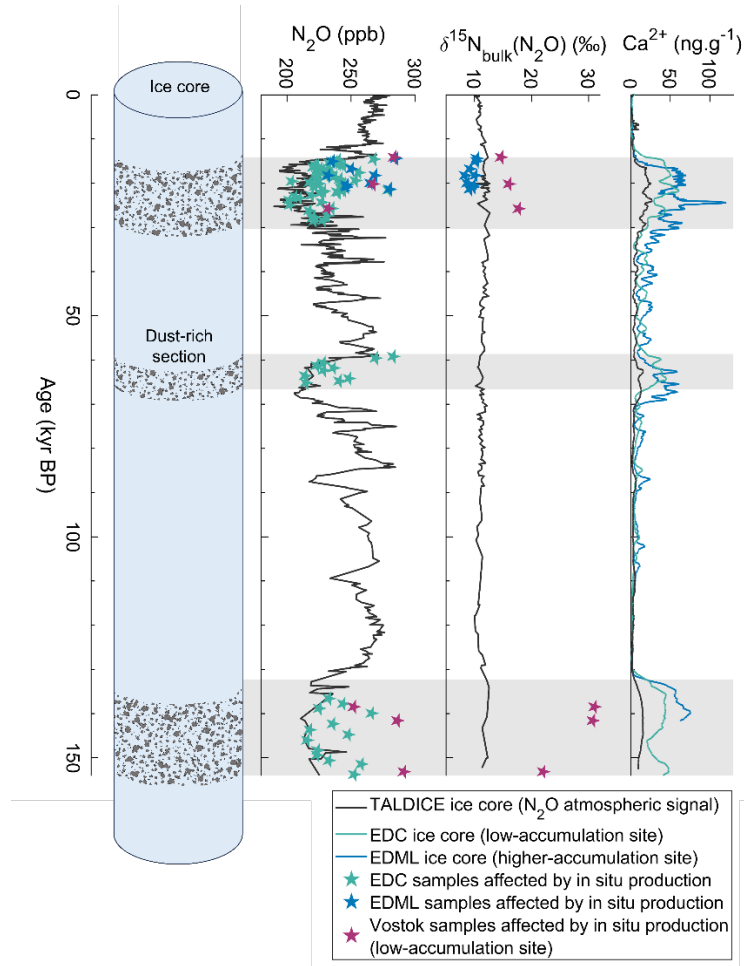 N₂O (ppb)
δ¹⁵N_bulk(N₂O) (‰)
Ca²⁺ (ng.g⁻¹)
200
250
300
10
20
30
0
50
100
Ice core
Dust-rich
section
Age (kyr BP)
0
50
100
150
TALDICE ice core (N₂O atmospheric signal)
EDC ice core (low-accumulation site)
EDML ice core (higher-accumulation site)
EDC samples affected by in situ production
EDML samples affected by in situ production
Vostok samples affected by in situ production
(low-accumulation site)